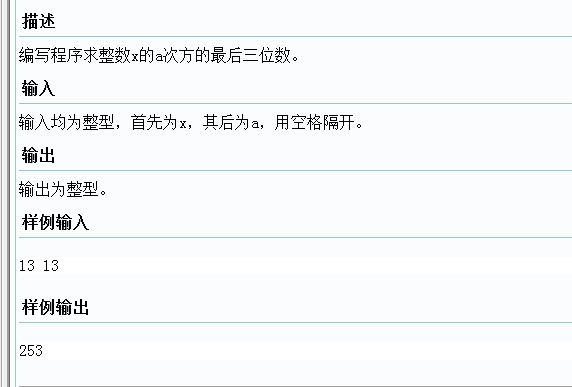 描述
编写程序求整数x的a次方的最后三位数。
输入
输入均为整型，首先为x，其后为a，用空格隔开。
输出
输出为整型。
样例输入
13 13
样例输出
253